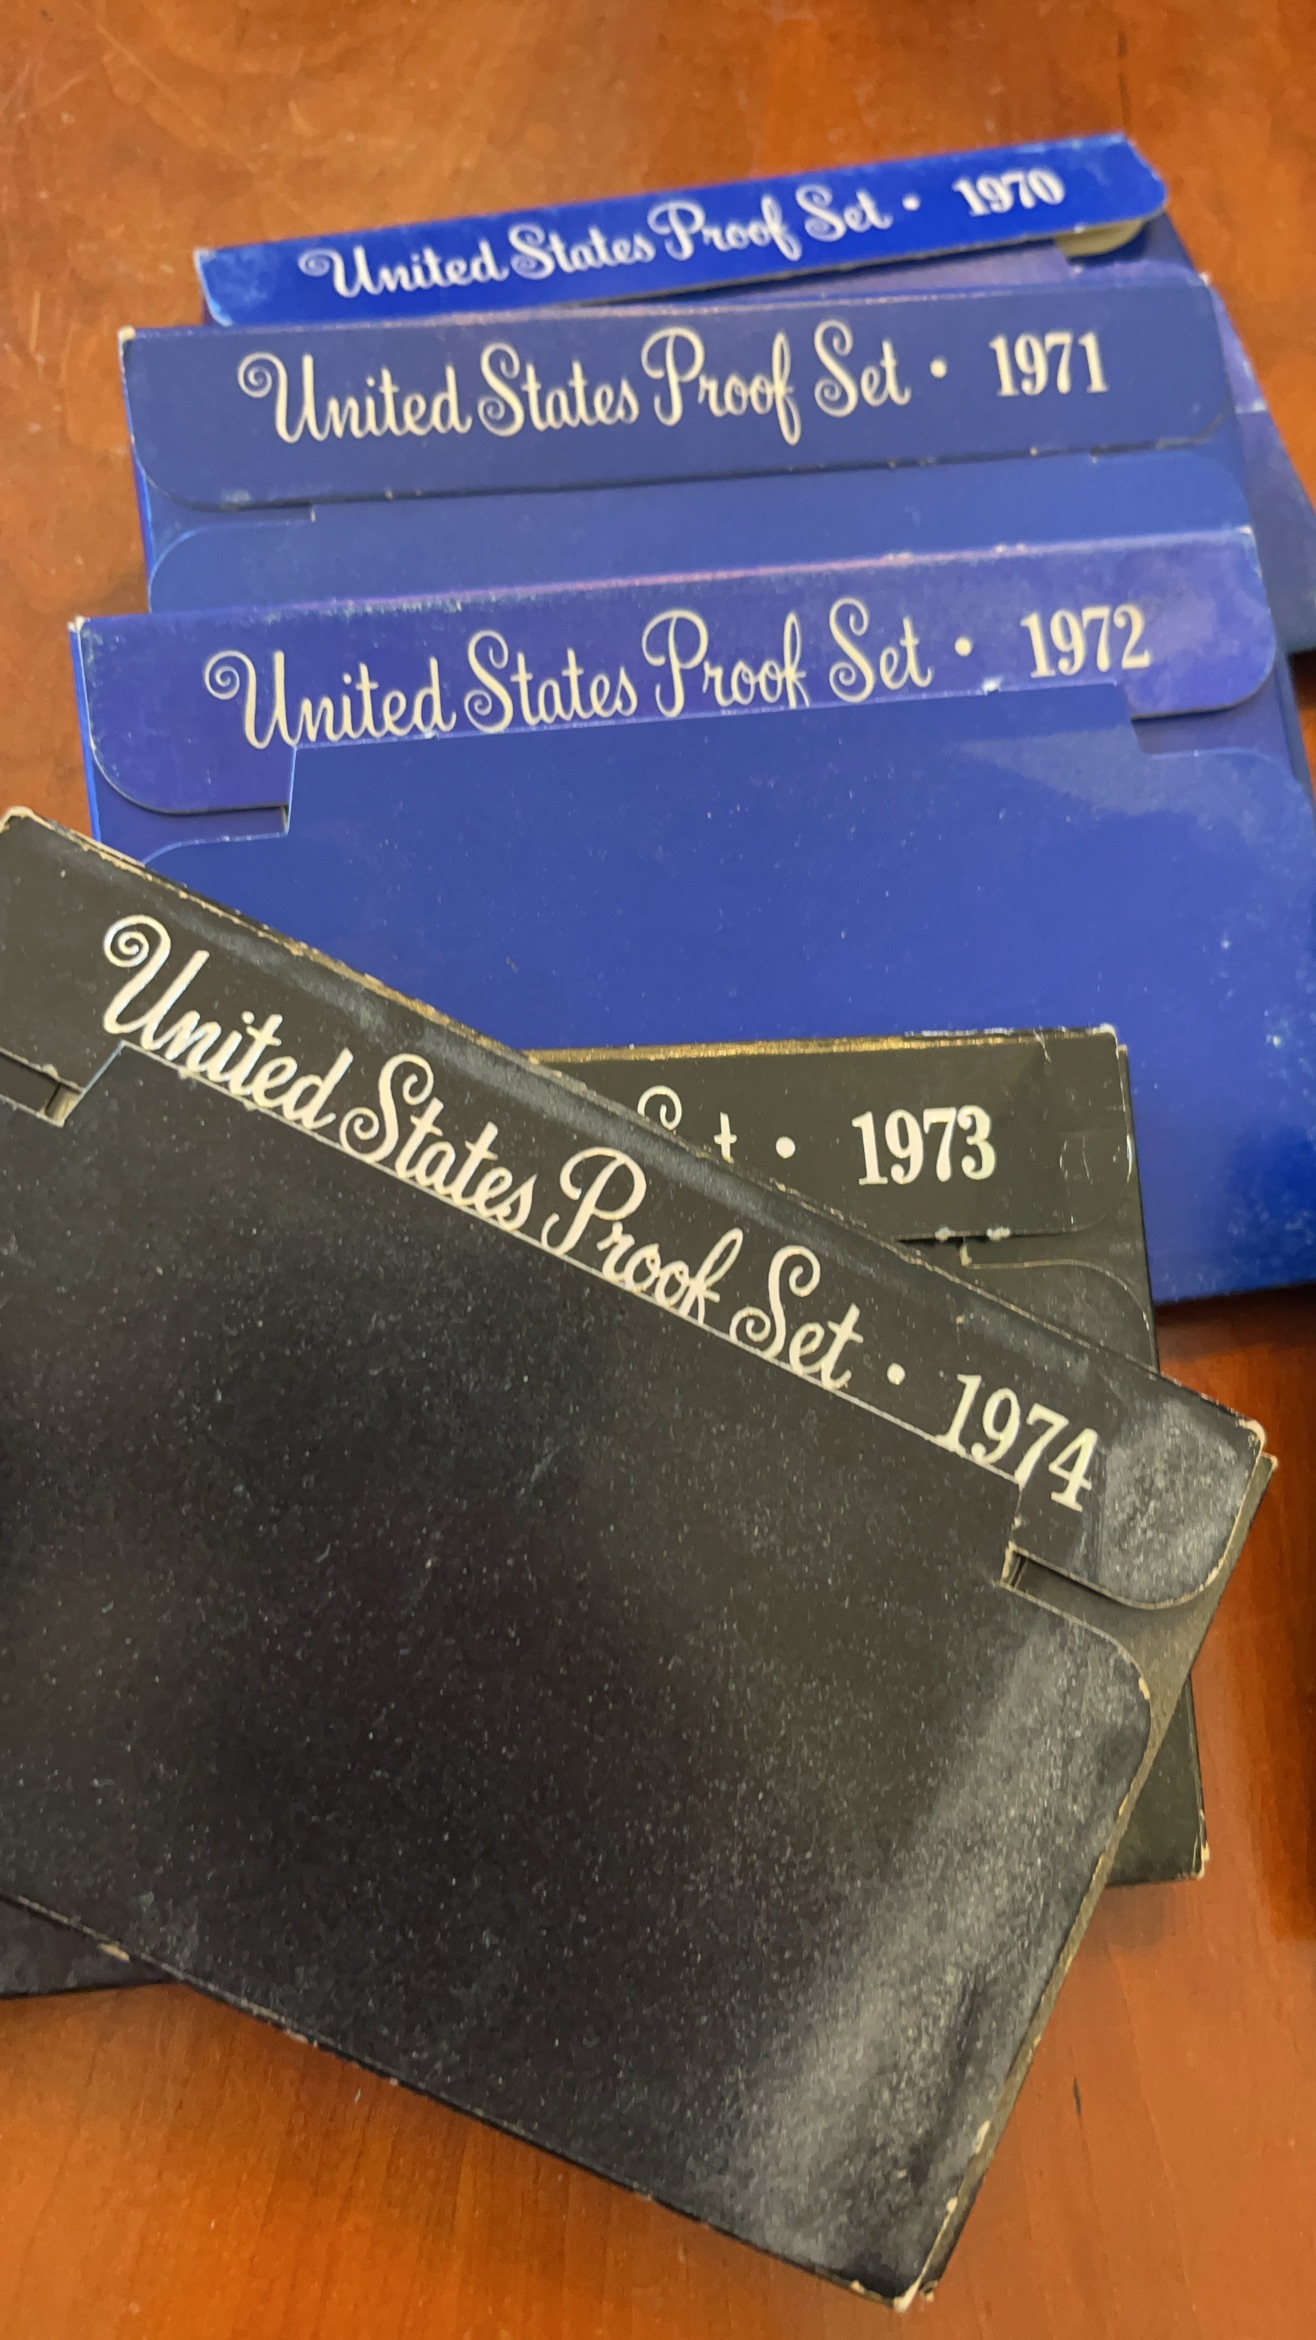 United States Proof Set • 1970
United States Proof Set • 1971
United States Proof Set • 1972
Set • 1973
United States Proof Set • 1974